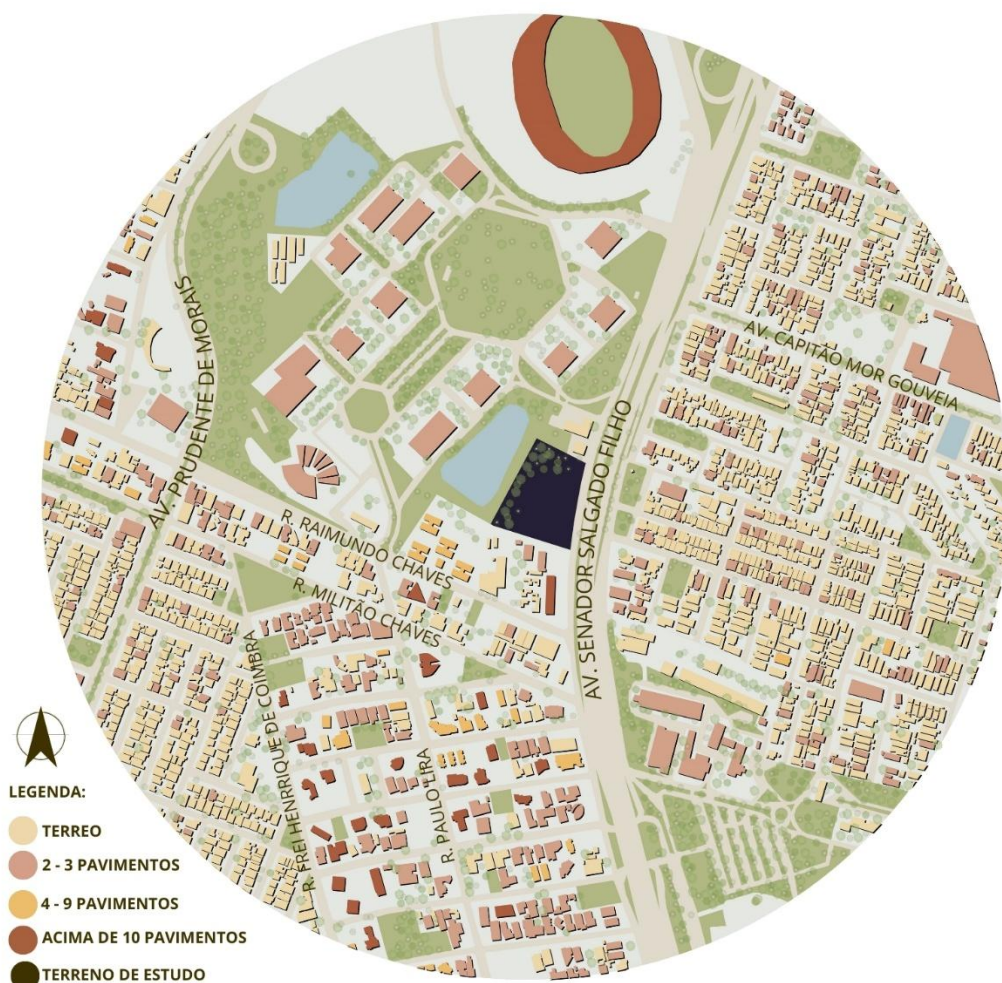 AV. PRUDENTE DE MORAIS
AV. CAPITÃO MOR GOUVEIA
AV. SENADOR SALGADO FILHO
R. RAIMUNDO CHAVES
R. MILITÃO CHAVES
R. FREI HENRRIQUE DE COIMBRA
R. PAULO LIRA
LEGENDA:
TERREO
2 - 3 PAVIMENTOS
4 - 9 PAVIMENTOS
ACIMA DE 10 PAVIMENTOS
TERRENO DE ESTUDO